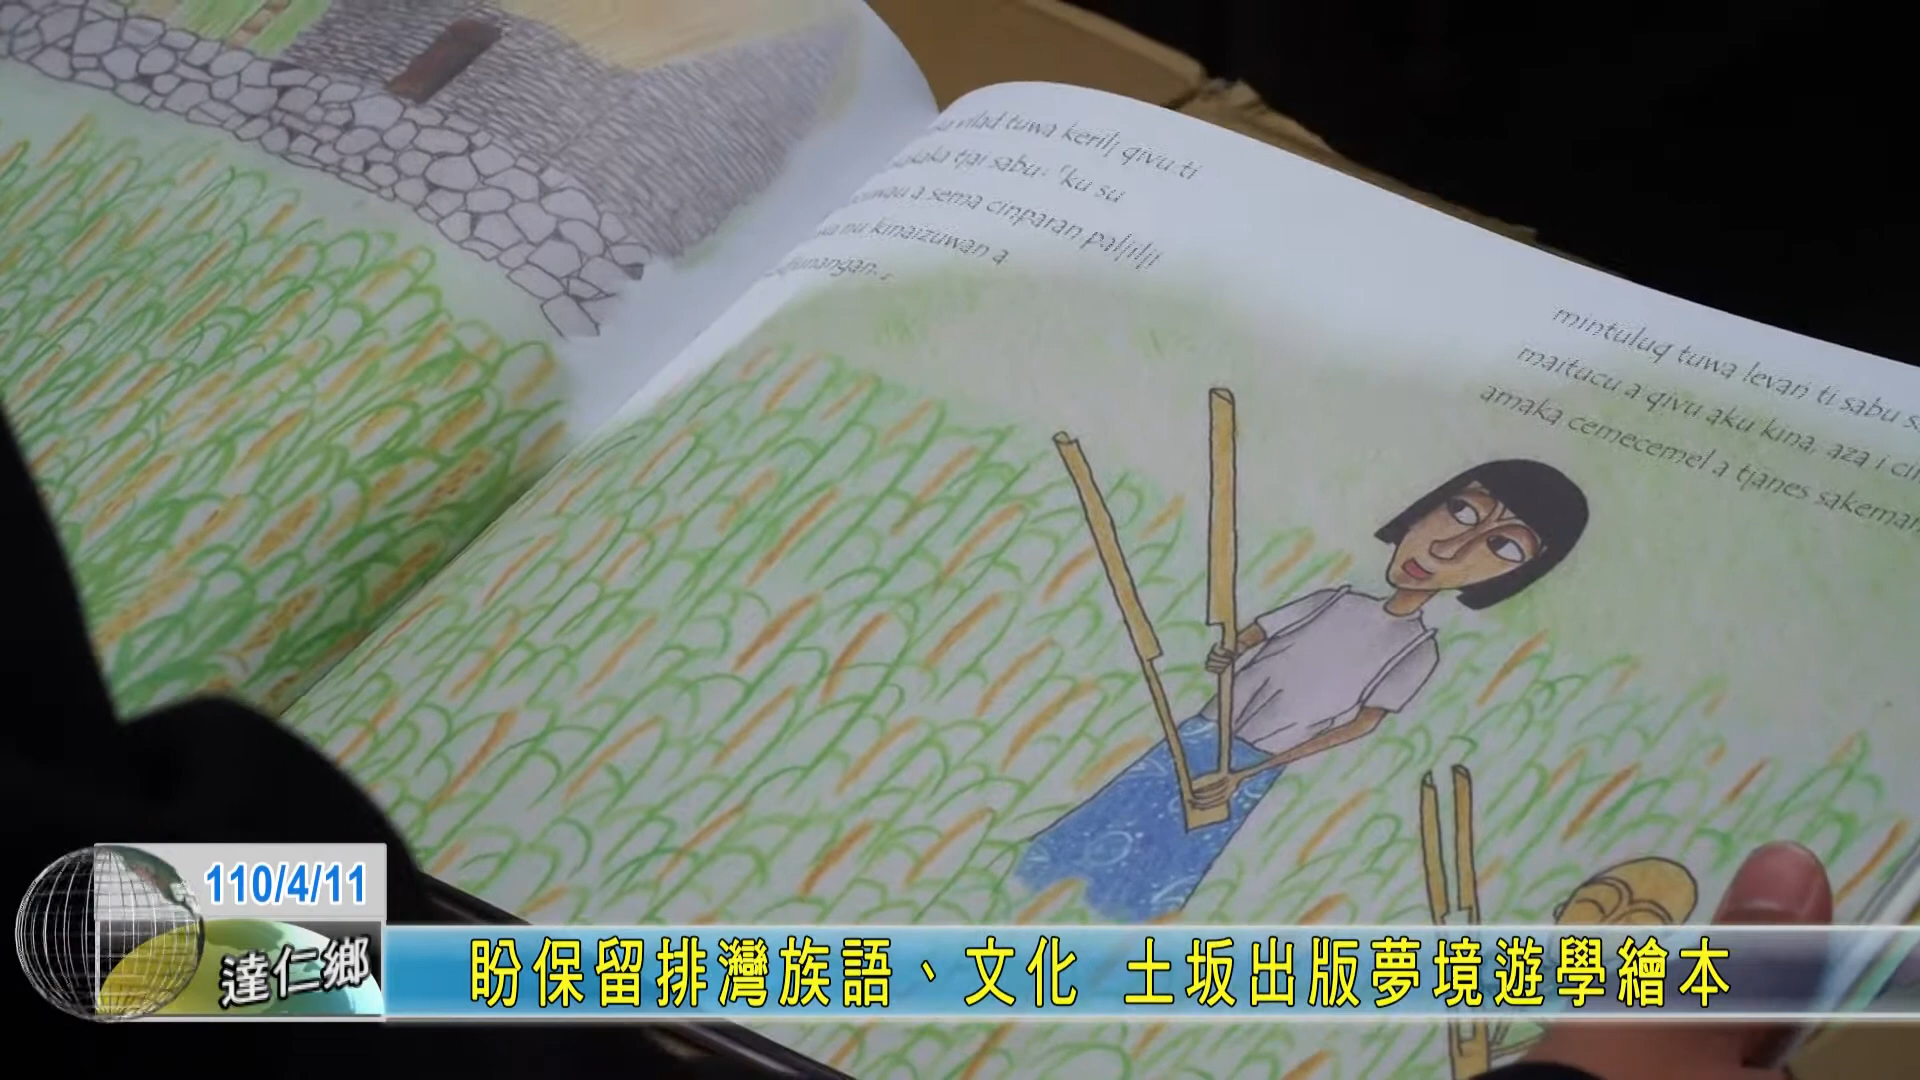 vilad tuwa kerilj qivu ti
kaka tjai sabu:「ku su
a sema cinparan paljilji
nu kinaizuwan a
mintuluq tuwa levan ti sabu
maitucu a qivu aku kina, aza i
amaka cemecemel a tjanes
110/4/11
達仁鄉
盼保留排灣族語、文化 土坂出版夢境遊學繪本